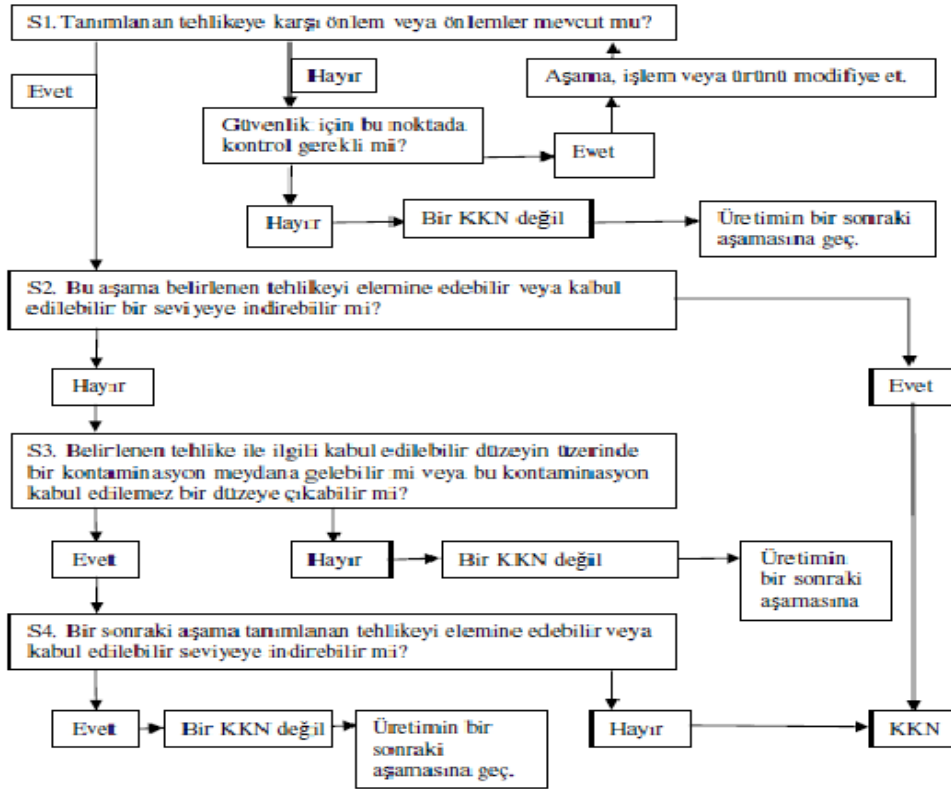 S1. Tanımlanan tehlikeye karşı önlem veya önlemler mevcut mu?
Evet
Hayır
Aşama, işlem veya ürünü modifiye et.
Güvenlik için bu noktada
kontrol gerekli mi?
Evet
Hayır
Bir KKN değil
Üretimin bir sonraki
aşamasına geç.
S2. Bu aşama belirlenen tehlikeyi elemine edebilir veya kabul
edilebilir bir seviyeye indirebilir mi?
Hayır
Evet
S3. Belirlenen tehlike ile ilgili kabul edilebilir düzeyin üzerinde
bir kontaminasyon meydana gelebilir mi veya bu kontaminasyon
kabul edilemez bir düzeye çıkabilir mi?
Evet
Hayır
Bir KKN değil
Üretimin
bir sonraki
aşamasına
S4. Bir sonraki aşama tanımlanan tehlikeyi elemine edebilir veya
kabul edilebilir seviyeye indirebilir mi?
Evet
Bir KKN değil
Üretimin bir
sonraki
aşamasına geç.
Hayır
KKN